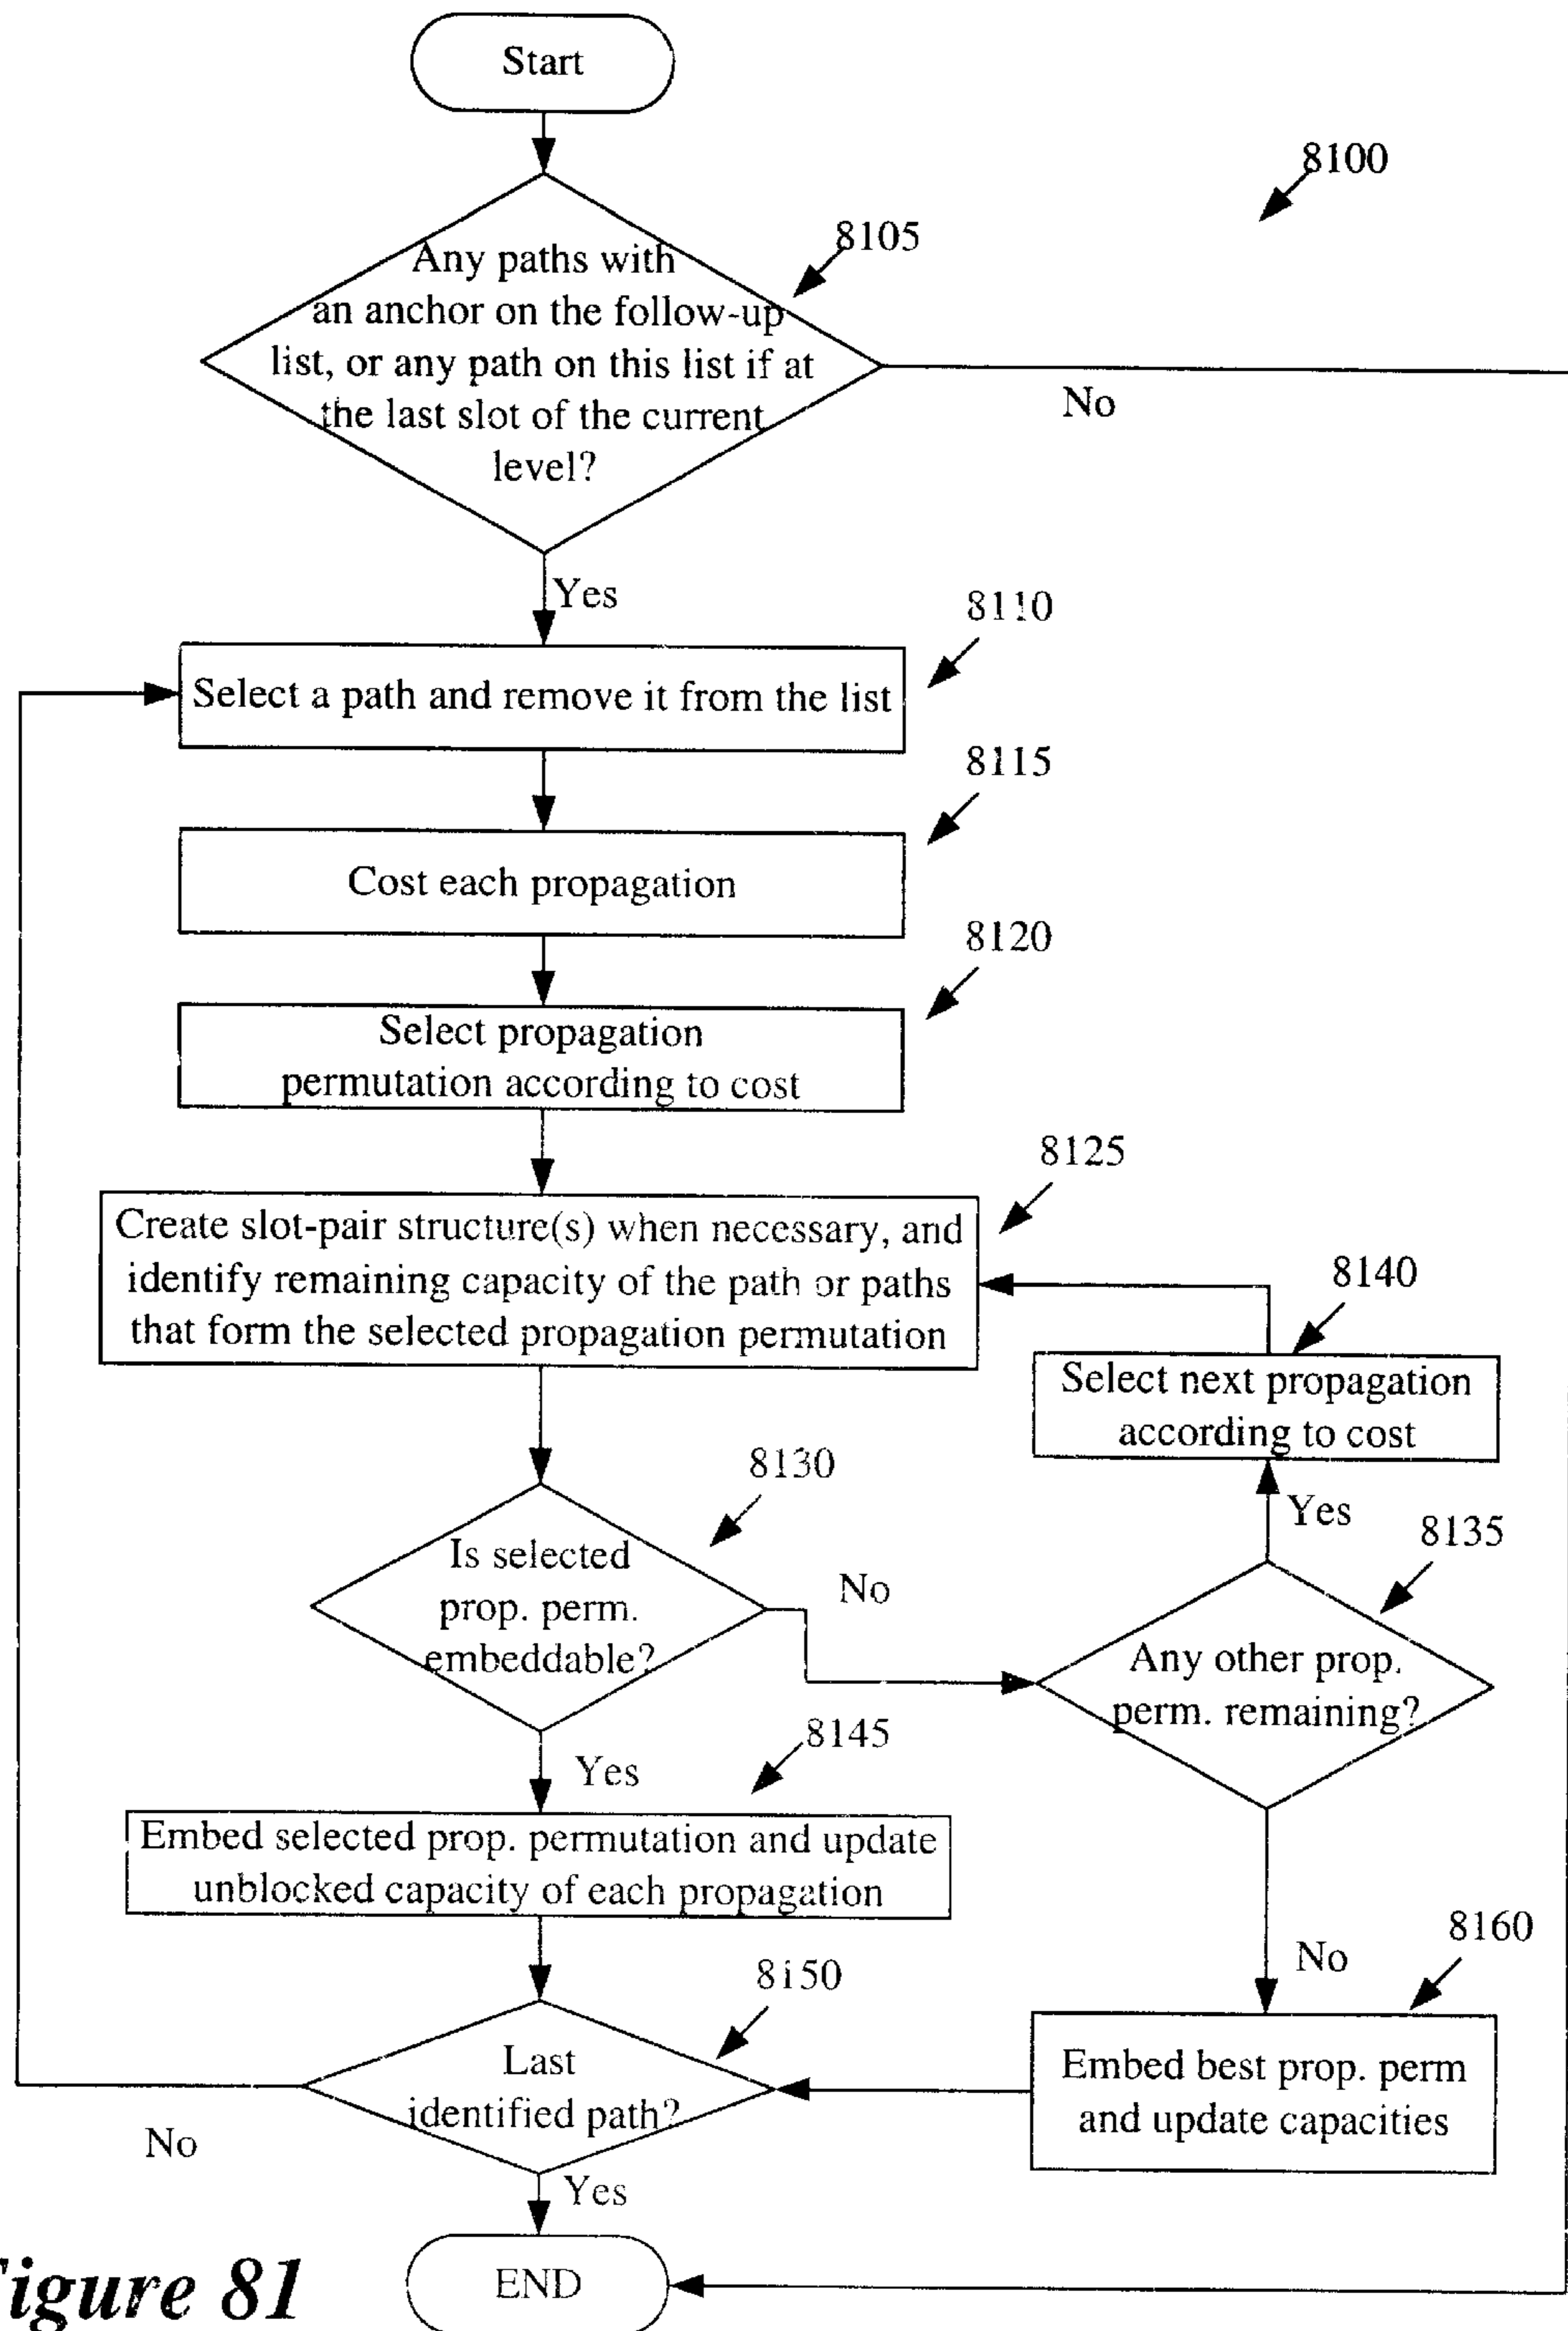 Start
8100
8105
Any paths with
an anchor on the follow-up
list, or any path on this list if at
the last slot of the current
level?
No
Yes
8110
Select a path and remove it from the list
8115
Cost each propagation
8120
Select propagation
permutation according to cost
8125
Create slot-pair structure(s) when necessary, and
identify remaining capacity of the path or paths
that form the selected propagation permutation
8140
Select next propagation
according to cost
8130
Is selected
prop. perm.
embeddable?
No
Yes
8135
Any other prop.
perm. remaining?
8145
Yes
Embed selected prop. permutation and update
unblocked capacity of each propagation
8150
Last
identified path?
No
No
8160
Embed best prop. perm
and update capacities
Yes
END
igure 81